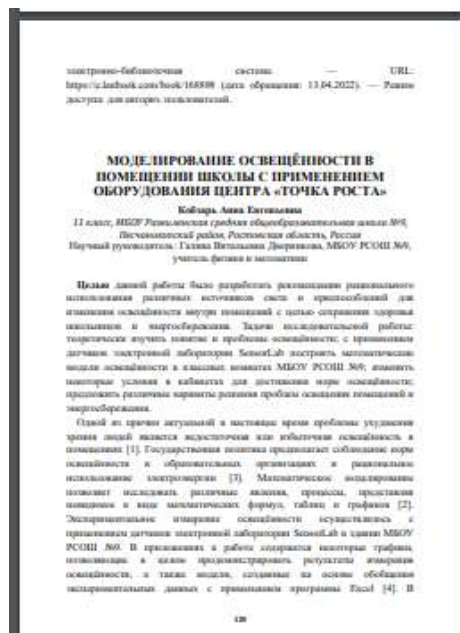 электронно-библиотечная система. — URL:
https://e.lanbook.com/book/168898 (дата обращения: 13.04.2022). — Режим
доступа: для авториз. пользователей.
МОДЕЛИРОВАНИЕ ОСВЕЩЁННОСТИ В
ПОМЕЩЕНИИ ШКОЛЫ С ПРИМЕНЕНИЕМ
ОБОРУДОВАНИЯ ЦЕНТРА «ТОЧКА РОСТА»
Анна Евгеньевна
11 класс, МБОУ Развиленская средняя общеобразовательная школа №9,
Песчанокопский район, Ростовская область, Россия
Научный руководитель: Галина Витальевна МБОУ РСОШ №9,
учитель физики и математики
Целью данной работы было разработать рекомендации рационального
использования различных источников света и приспособлений для
изменения освещённости внутри помещений с целью сохранения здоровья
школьников и энергосбережения. Задачи исследовательской работы:
теоретически изучить понятие и проблемы освещённости; с применением
датчиков электронной лаборатории SensorLab построить математические
модели освещённости в классных комнатах МБОУ РСОШ №9; изменить
некоторые условия в кабинетах для достижения норм освещённости;
предложить различные варианты решения проблем освещения помещений и
энергосбережения.
Одной из причин актуальной в настоящее время проблемы ухудшения
зрения людей является недостаточная или избыточная освещённость в
помещениях [1]. Государственная политика предполагает соблюдение норм
освещённости в образовательных организациях и рациональное
использование электроэнергии [3]. Математическое моделирование
позволяет исследовать различные явления, процессы, представляя
поведение в виде математических формул, таблиц и графиков [2].
Экспериментальное измерение освещённости осуществлялось с
применением датчиков электронной лаборатории SensorLab в здании МБОУ
РСОШ №9. В приложениях к работе содержатся некоторые графики,
позволяющие в целом продемонстрировать результаты измерения
освещённости, а также модели, созданные на основе обобщения
экспериментальных данных с применением программы Excel [4]. В